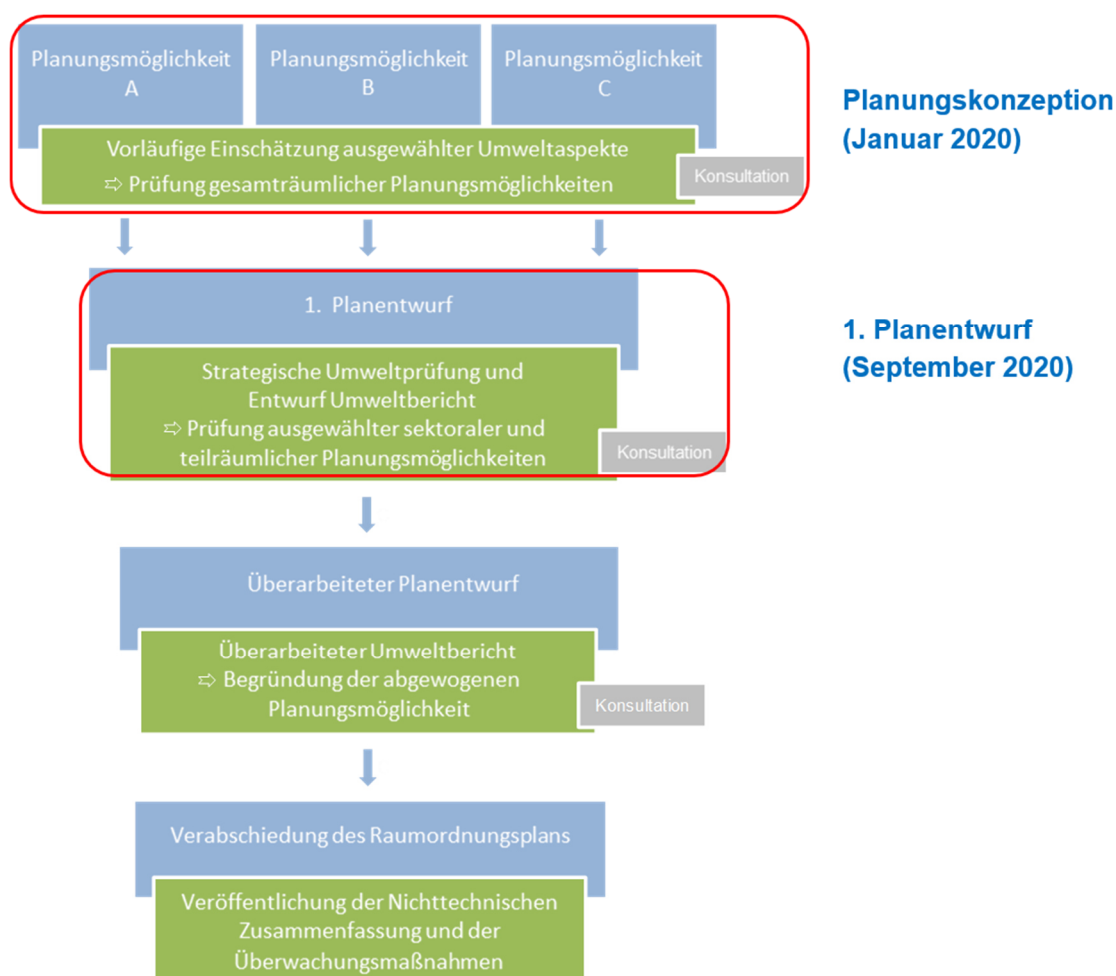 Planungsmöglichkeit
A
Planungsmöglichkeit
B
Planungsmöglichkeit
C
Vorläufige Einschätzung ausgewählter Umweltaspekte
⇨ Prüfung gesamträumlicher Planungsmöglichkeiten
Konsultation
Planungskonzeption
(Januar 2020)
1. Planentwurf
Strategische Umweltprüfung und
Entwurf Umweltbericht
⇨ Prüfung ausgewählter sektoraler und
teilräumlicher Planungsmöglichkeiten
Konsultation
1. Planentwurf
(September 2020)
Überarbeiteter Planentwurf
Überarbeiteter Umweltbericht
⇨ Begründung der abgewogenen
Planungsmöglichkeit
Konsultation
Verabschiedung des Raumordnungsplans
Veröffentlichung der Nichttechnischen
Zusammenfassung und der
Überwachungsmaßnahmen